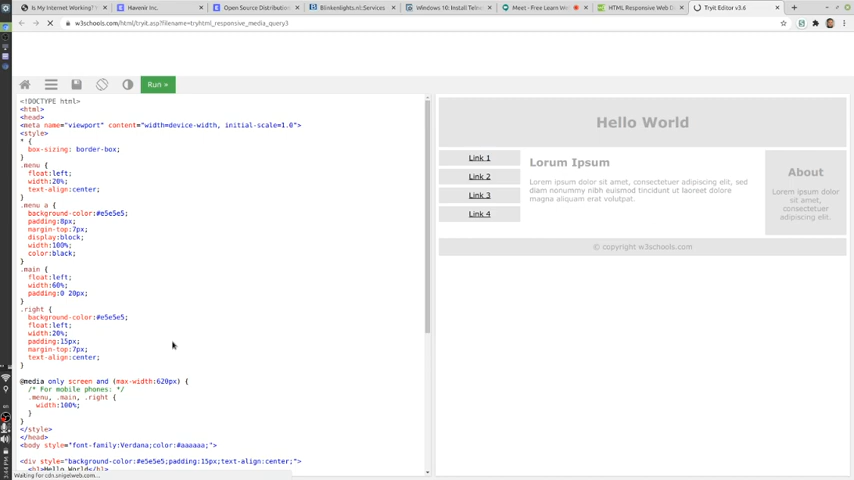 Is My Internet Working?
Havenir Inc.
Open Source Distribution
Blinkenlights.nl:Services
Windows 10: Install Telne
Meet - Free Learn We
HTML Responsive Web D
Tryit Editor v3.6
w3schools.com/html/tryit.asp?filename=tryhtml_responsive_media_query3
Run »
<!DOCTYPE html>
<html>
<head>
<meta name="viewport" content="width=device-width, initial-scale=1.0">
<style>
* {
box-sizing: border-box;
}
.menu {
float:left;
width:20%;
text-align:center;
}
.menu a {
background-color:#e5e5e5;
padding:8px;
margin-top:7px;
display:block;
width:100%;
color:black;
}
.main {
float:left;
width:60%;
padding:0 20px;
}
.right {
background-color:#e5e5e5;
float:left;
width:20%;
padding:15px;
margin-top:7px;
text-align:center;
}
@media only screen and (max-width:620px) {
/* For mobile phones: */
.menu, .main, .right {
width:100%;
}
}
</style>
</head>
<body style="font-family:Verdana;color:#aaaaaa;">
<div style="background-color:#e5e5e5;padding:15px;text-align:center;">
<h1>Hello World</h1>
Waiting for cdn.snigelweb.com...
Hello World
Link 1
Link 2
Link 3
Link 4
Lorum Ipsum
Lorem ipsum dolor sit amet, consectetuer adipiscing elit, sed
diam nonummy nibh euismod tincidunt ut laoreet dolore
magna aliquam erat volutpat.
About
Lorem ipsum dolor
sit amet,
consectetuer
adipiscing elit.
© copyright w3schools.com
3:44 PM